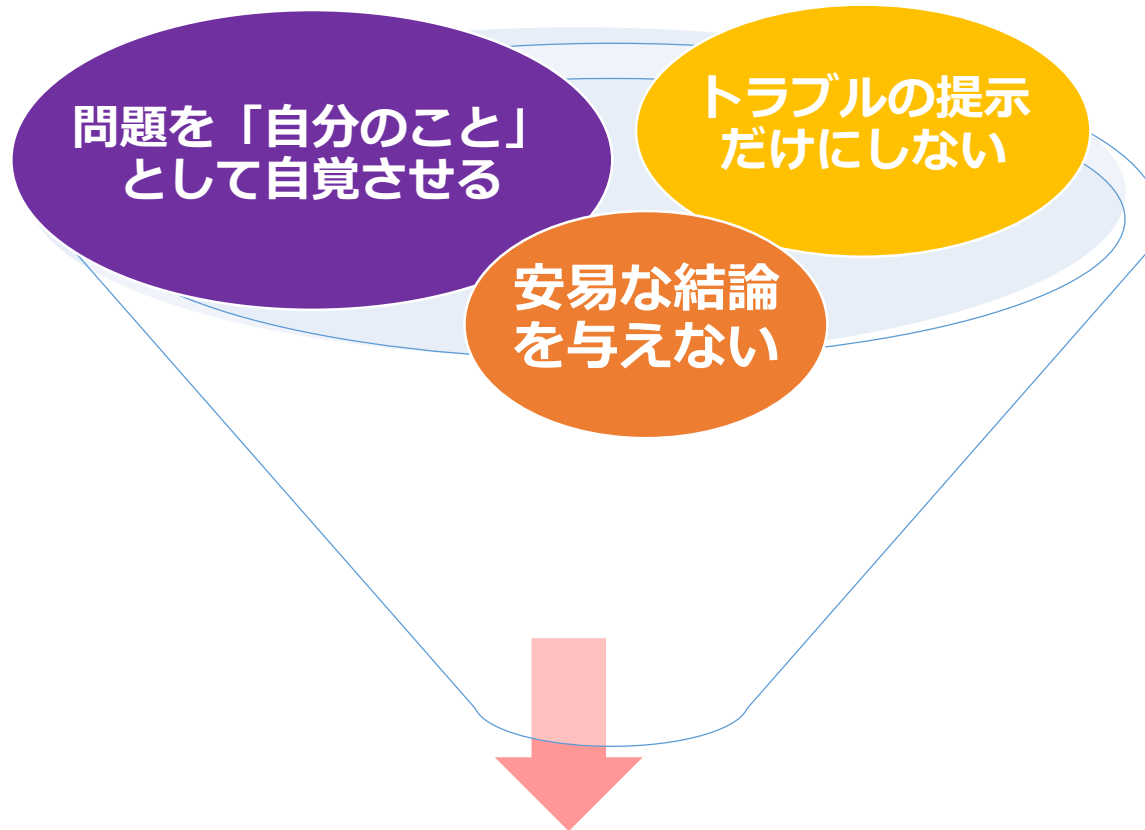 問題を「自分のこと」
として自覚させる
トラブルの提示
だけにしない
安易な結論
を与えない